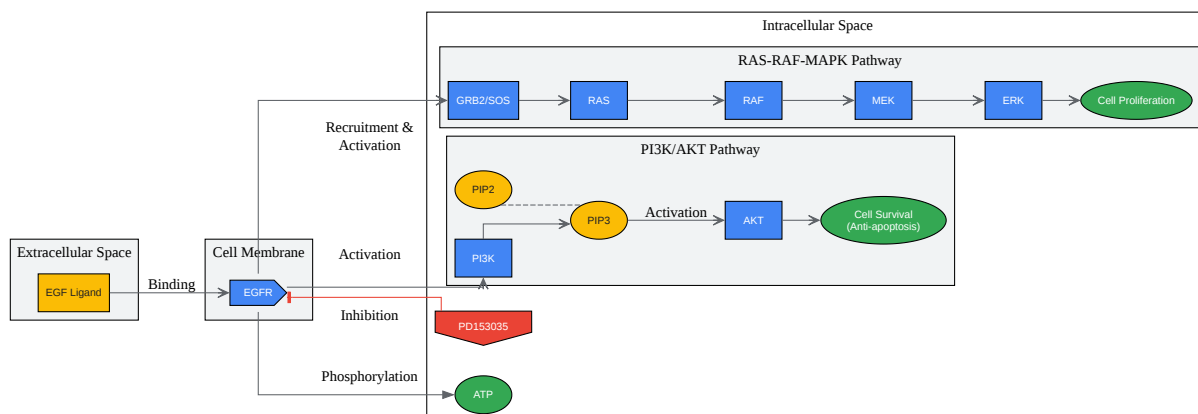 Intracellular Space
RAS-RAF-MAPK Pathway
GRB2/SOS
RAS
RAF
MEK
ERK
Cell Proliferation
Recruitment &
Activation
PI3K/AKT Pathway
PIP2
PIP3
Activation
AKT
Cell Survival
(Anti-apoptosis)
PI3K
Extracellular Space
EGF Ligand
Binding
Cell Membrane
EGFR
Activation
Inhibition
PD153035
Phosphorylation
ATP